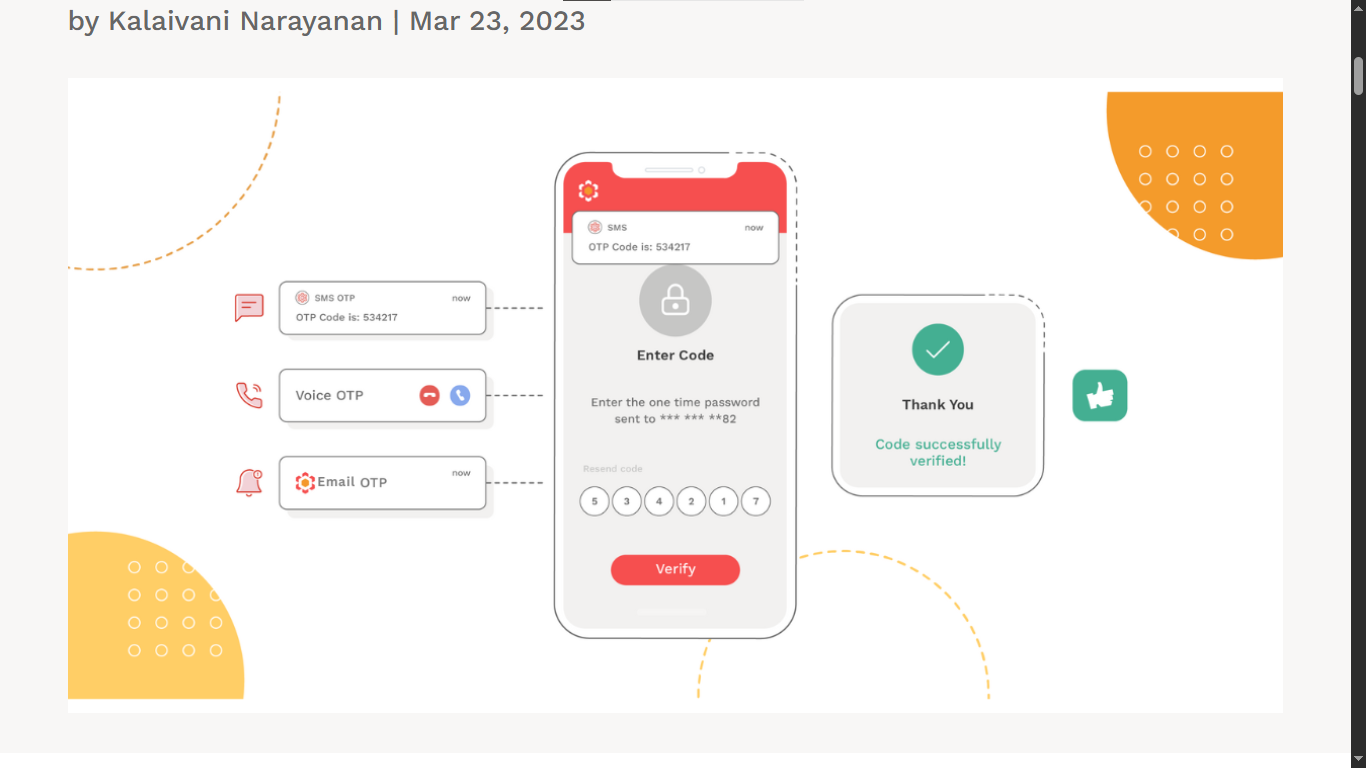 by Kalaivani Narayanan | Mar 23, 2023
SMS OTP
now
OTP Code is: 534217
Voice OTP
Email OTP
now
SMS
now
OTP Code is: 534217
Enter Code
Enter the one time password
sent to *** *** **82
Resend code
5 3 4 2 1 7
Verify
Thank You
Code successfully
verified!